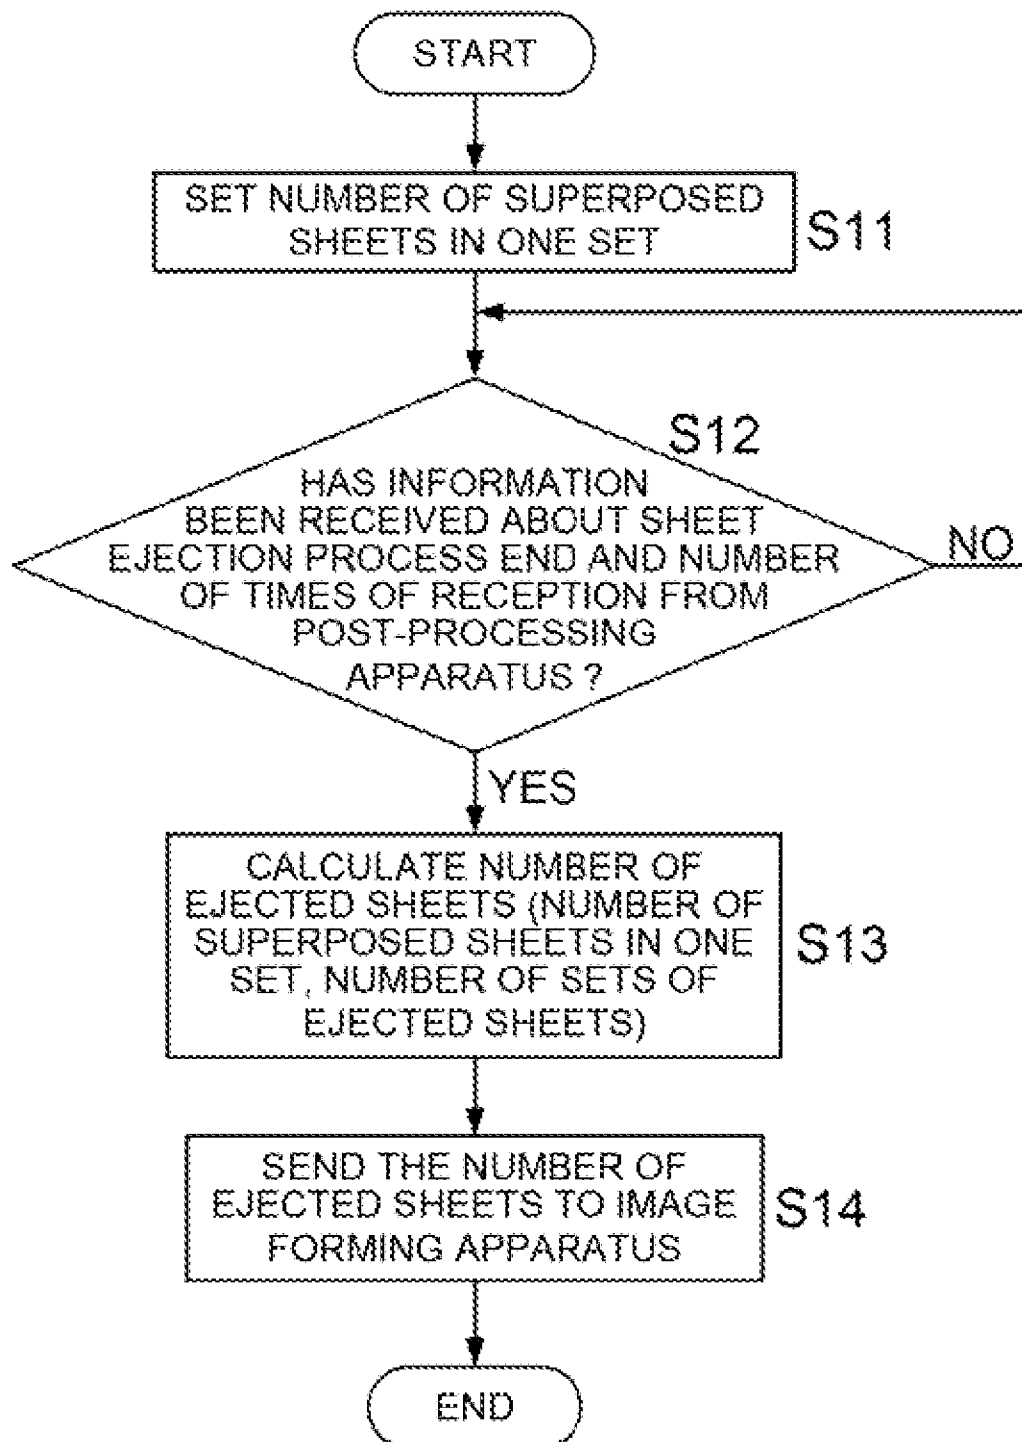 START
SET NUMBER OF SUPERPOSED
SHEETS IN ONE SET
S11
S12
HAS INFORMATION
BEEN RECEIVED ABOUT SHEET
EJECTION PROCESS END AND NUMBER
OF TIMES OF RECEPTION FROM
POST-PROCESSING
APPARATUS ?
NO
YES
CALCULATE NUMBER OF
EJECTED SHEETS (NUMBER OF
SUPERPOSED SHEETS IN ONE
SET, NUMBER OF SETS OF
EJECTED SHEETS)
S13
SEND THE NUMBER OF
EJECTED SHEETS TO IMAGE
FORMING APPARATUS
S14
END